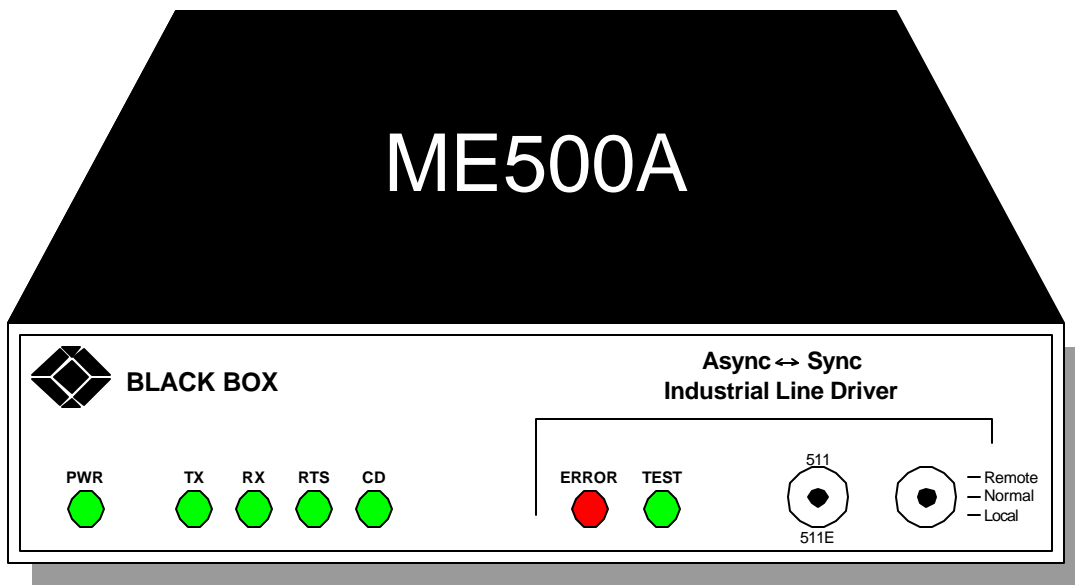 ME500A
BLACK BOX
Async ↔ Sync
Industrial Line Driver
PWR TX RX RTS CD ERROR TEST
511
511E
Remote
Normal
Local